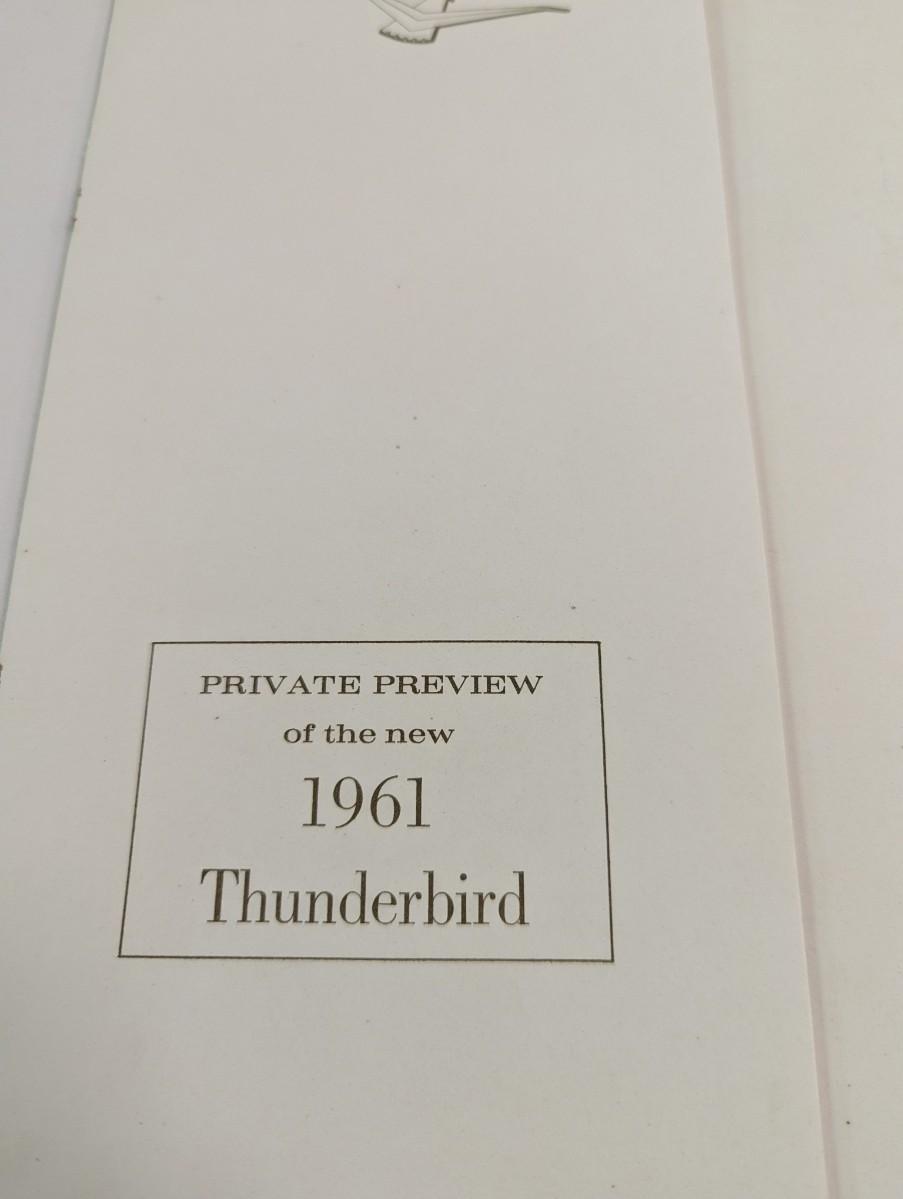 PRIVATE PREVIEW
of the new
1961
Thunderbird